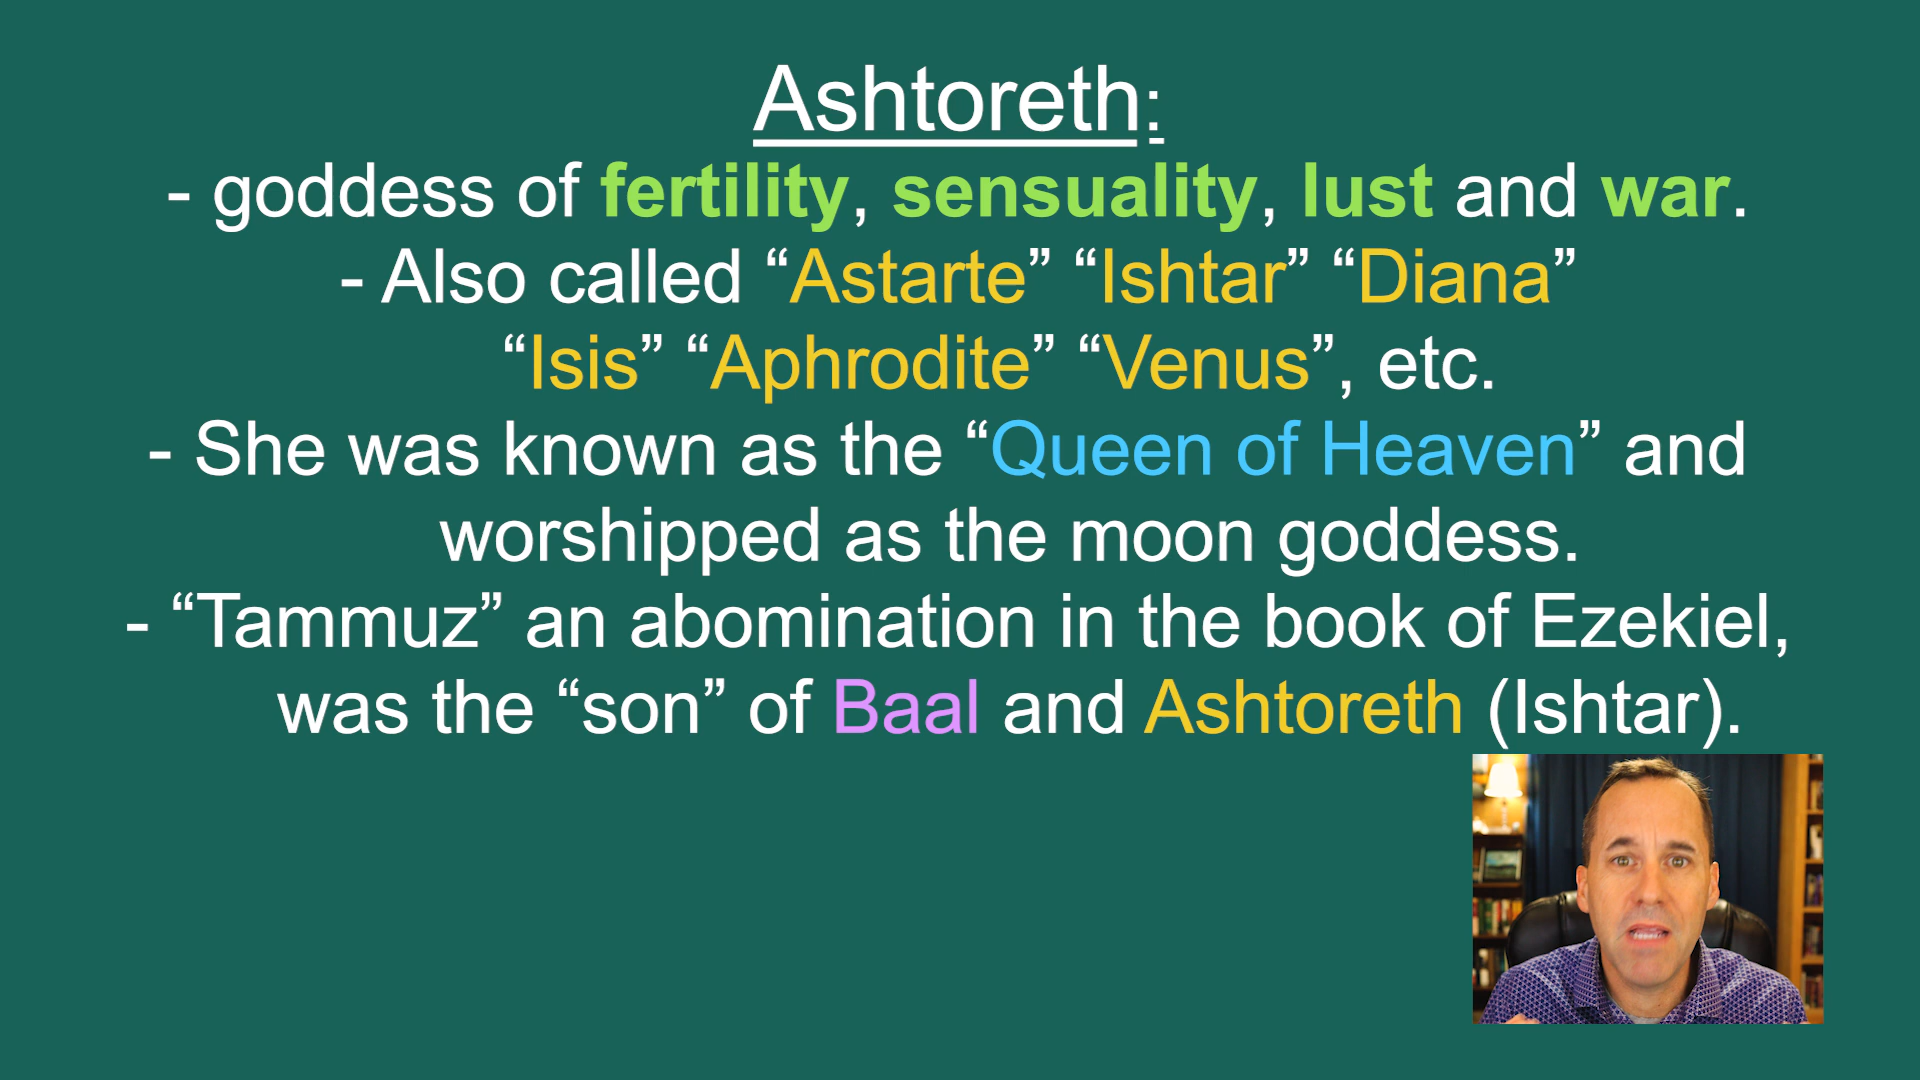 Ashtoreth:
- goddess of fertility, sensuality, lust and war.
- Also called “Astarte” “Ishtar” “Diana”
“Isis” “Aphrodite” “Venus”, etc.
- She was known as the “Queen of Heaven” and
worshipped as the moon goddess.
- “Tammuz” an abomination in the book of Ezekiel,
was the “son” of Baal and Ashtoreth (Ishtar).